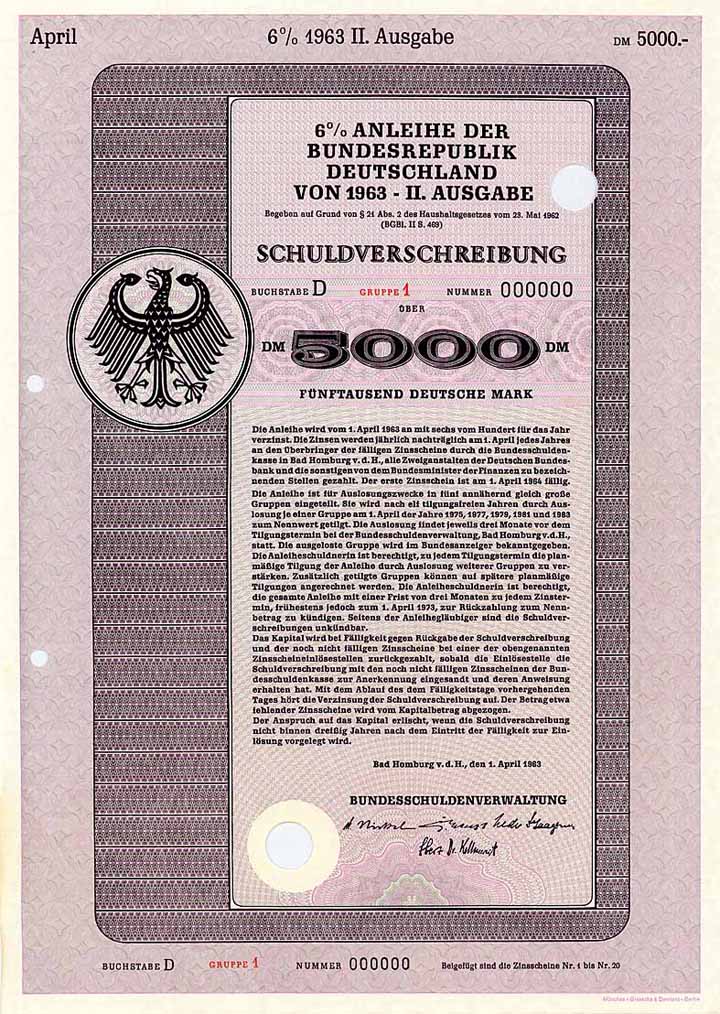 April 6% 1963 II. Ausgabe DM 5000.-
6% ANLEIHE DER
BUNDESREPUBLIK
DEUTSCHLAND
VON 1963 - II. AUSGABE
Begeben auf Grund von § 21 Abs. 2 des Haushaltsgesetzes vom 23. Mai 1962
(BGBl. II S. 469)
SCHULDVERSCHREIBUNG
BUCHSTABE D GRUPPE 1 NUMMER 000000
ÜBER
DM 5000 DM
FÜNFTAUSEND DEUTSCHE MARK
Die Anleihe wird vom 1. April 1963 an mit sechs vom Hundert für das Jahr
verzinst. Die Zinsen werden jährlich nachträglich am 1. April jedes Jahres
an den Überbringer der fälligen Zinsscheine durch die Bundesschulden-
kasse in Bad Homburg v. d. H., alle Zweiganstalten der Deutschen Bundes-
bank und die sonstigen von dem Bundesminister der Finanzen zu bezeich-
nenden Stellen gezahlt. Der erste Zinsschein ist am 1. April 1964 fällig.
Die Anleihe ist für Auslosungszwecke in fünf annähernd gleich große
Gruppen eingeteilt. Sie wird nach elf tilgungsfreien Jahren durch Aus-
losung je einer Gruppe am 1. April der Jahre 1975, 1977, 1979, 1981 und 1983
zum Nennwert getilgt. Die Auslosung findet jeweils drei Monate vor dem
Tilgungstermin bei der Bundesschuldenverwaltung, Bad Homburg v.d.H.,
statt. Die ausgeloste Gruppe wird im Bundesanzeiger bekanntgegeben.
Die Anleiheschuldnerin ist berechtigt, zu jedem Tilgungstermin die plan-
mäßige Tilgung der Anleihe durch Auslosung weiterer Gruppen zu ver-
stärken. Zusätzlich getilgte Gruppen können auf spätere planmäßige
Tilgungen angerechnet werden. Die Anleiheschuldnerin ist berechtigt,
die gesamte Anleihe mit einer Frist von drei Monaten zu jedem Zinster-
min, frühestens jedoch zum 1. April 1973, zur Rückzahlung zum Nenn-
betrag zu kündigen. Seitens der Anleihegläubiger sind die Schuldver-
schreibungen unkündbar.
Das Kapital wird bei Fälligkeit gegen Rückgabe der Schuldverschreibung
und der noch nicht fälligen Zinsscheine bei einer der obengenannten
Zinsscheineinlösestellen zurückgezahlt, sobald die Einlösestelle die
Schuldverschreibung mit den noch nicht fälligen Zinsscheinen der Bun-
desschuldenkasse zur Anerkennung eingesandt und deren Anweisung
erhalten hat. Mit dem Ablauf des dem Fälligkeitstage vorhergehenden
Tages hört die Verzinsung der Schuldverschreibung auf. Der Betrag etwa
fehlender Zinsscheine wird vom Kapitalbetrag abgezogen.
Der Anspruch auf das Kapital erlischt, wenn die Schuldverschreibung
nicht binnen dreißig Jahren nach dem Eintritt der Fälligkeit zur Ein-
lösung vorgelegt wird.
Bad Homburg v. d. H., den 1. April 1963
BUNDESSCHULDENVERWALTUNG
BUCHSTABE D GRUPPE 1 NUMMER 000000 Beigefügt sind die Zinsscheine Nr. 1 bis Nr. 20